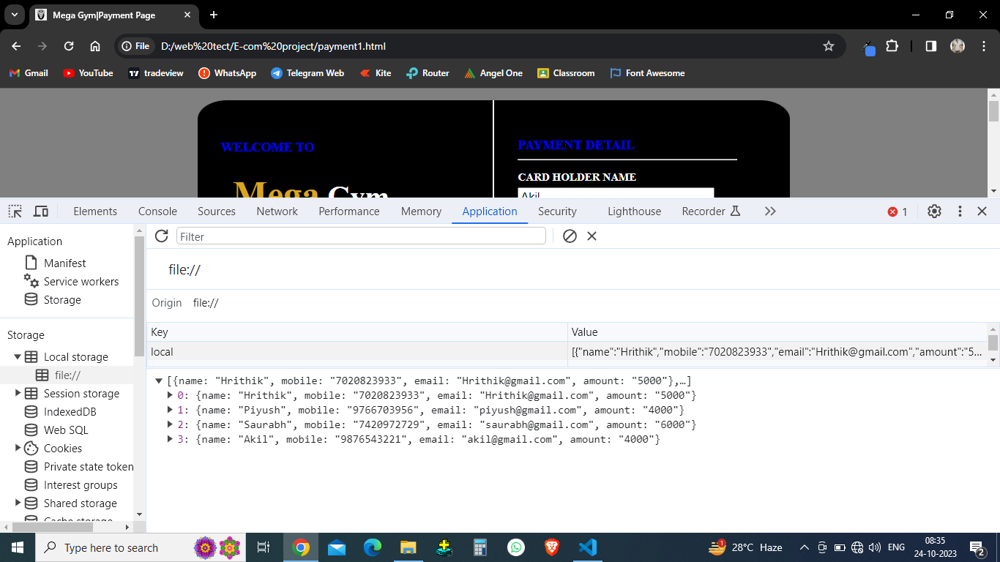 Mega Gym|Payment Page
File D:/web%20tect/E-com%20project/payment1.html
Gmail YouTube tradeview WhatsApp Telegram Web Kite Router Angel One Classroom Font Awesome
WELCOME TO
Mega Gym
PAYMENT DETAIL
CARD HOLDER NAME
Akil
Elements Console Sources Network Performance Memory Application Security Lighthouse Recorder 1
Application
Manifest
Service workers
Storage
Storage
Local storage
file://
Session storage
IndexedDB
Web SQL
Cookies
Private state token
Interest groups
Shared storage
Cache storage
Filter
file://
Origin file://
Key Value
local [{"name":"Hrithik","mobile":"7020823933","email":"Hrithik@gmail.com","amount":"5...
[{name: "Hrithik", mobile: "7020823933", email: "Hrithik@gmail.com", amount: "5000"},…]
0: {name: "Hrithik", mobile: "7020823933", email: "Hrithik@gmail.com", amount: "5000"}
1: {name: "Piyush", mobile: "9766703956", email: "piyush@gmail.com", amount: "4000"}
2: {name: "Saurabh", mobile: "7420972729", email: "saurabh@gmail.com", amount: "6000"}
3: {name: "Akil", mobile: "9876543221", email: "akil@gmail.com", amount: "4000"}
Type here to search
1 28°C Haze ENG
08:35
24-10-2023
2